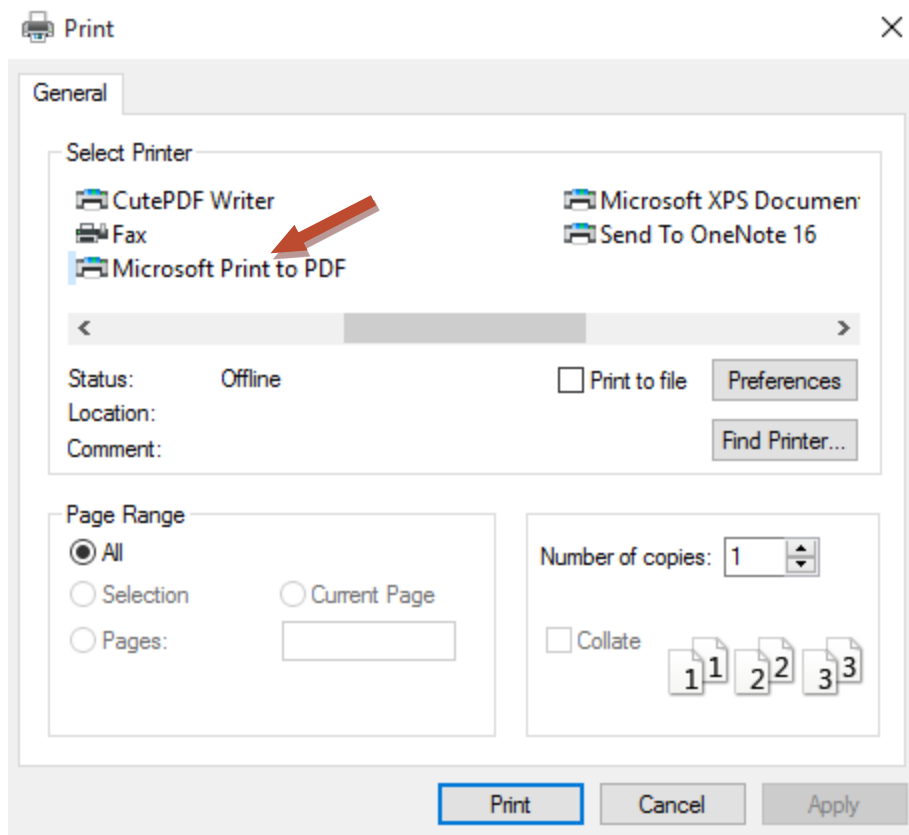 Print
General
Select Printer
CutePDF Writer
Microsoft XPS Documen
Fax
Send To OneNote 16
Microsoft Print to PDF
Status: Offline
Print to file
Preferences
Location:
Comment:
Find Printer...
Page Range
All
Number of copies: 1
Selection
Current Page
Pages:
Collate
1 1 2 2 3 3
Print
Cancel
Apply